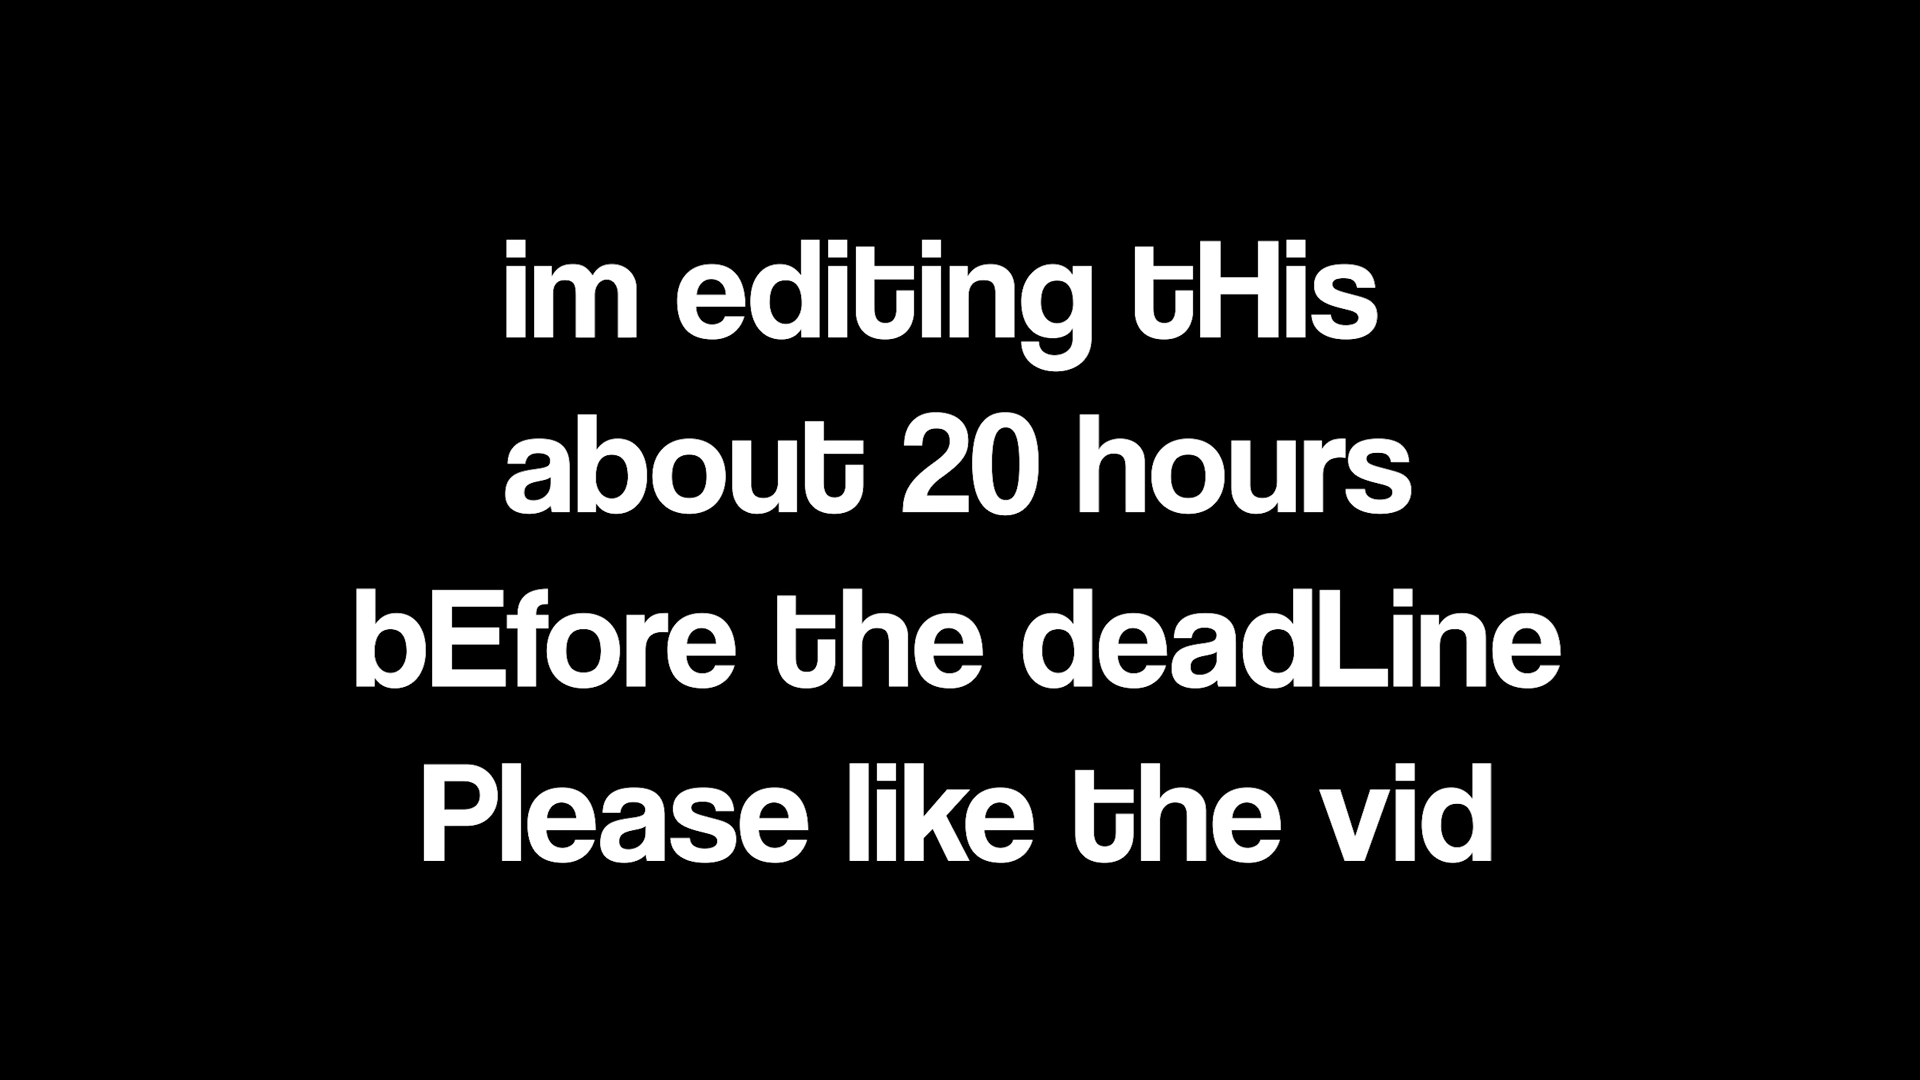 im editing tHis
about 20 hours
bEfore the deadLine
Please like the vid